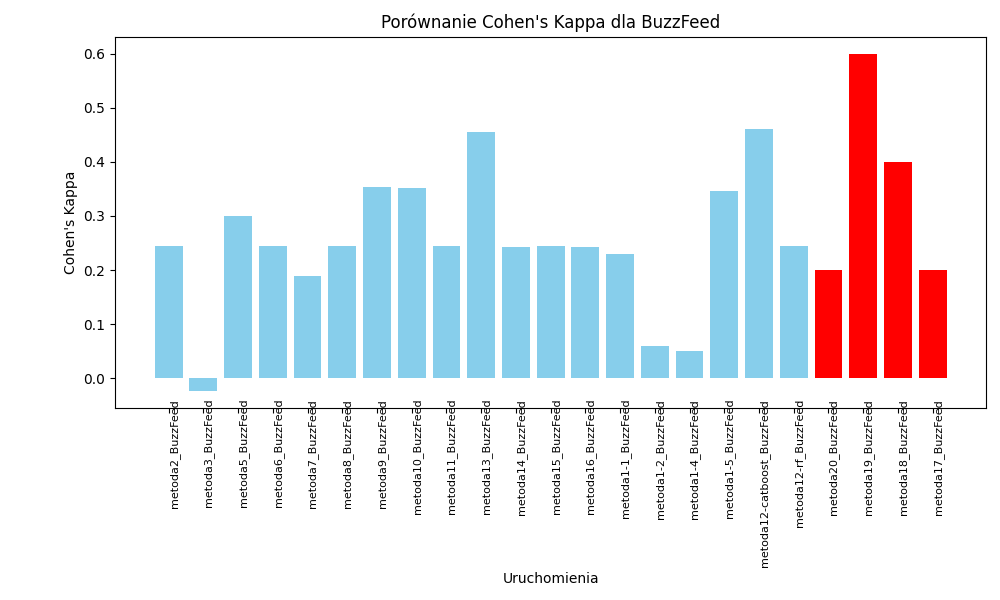 Porównanie Cohen's Kappa dla BuzzFeed
Cohen's Kappa
0.6
0.5
0.4
0.3
0.2
0.1
0.0
metoda2_BuzzFeed
metoda3_BuzzFeed
metoda5_BuzzFeed
metoda6_BuzzFeed
metoda7_BuzzFeed
metoda8_BuzzFeed
metoda9_BuzzFeed
metoda10_BuzzFeed
metoda11_BuzzFeed
metoda13_BuzzFeed
metoda14_BuzzFeed
metoda15_BuzzFeed
metoda16_BuzzFeed
metoda1-1_BuzzFeed
metoda1-2_BuzzFeed
metoda1-4_BuzzFeed
metoda1-5_BuzzFeed
metoda12-catboost_BuzzFeed
metoda12-rf_BuzzFeed
metoda20_BuzzFeed
metoda19_BuzzFeed
metoda18_BuzzFeed
metoda17_BuzzFeed
Uruchomienia